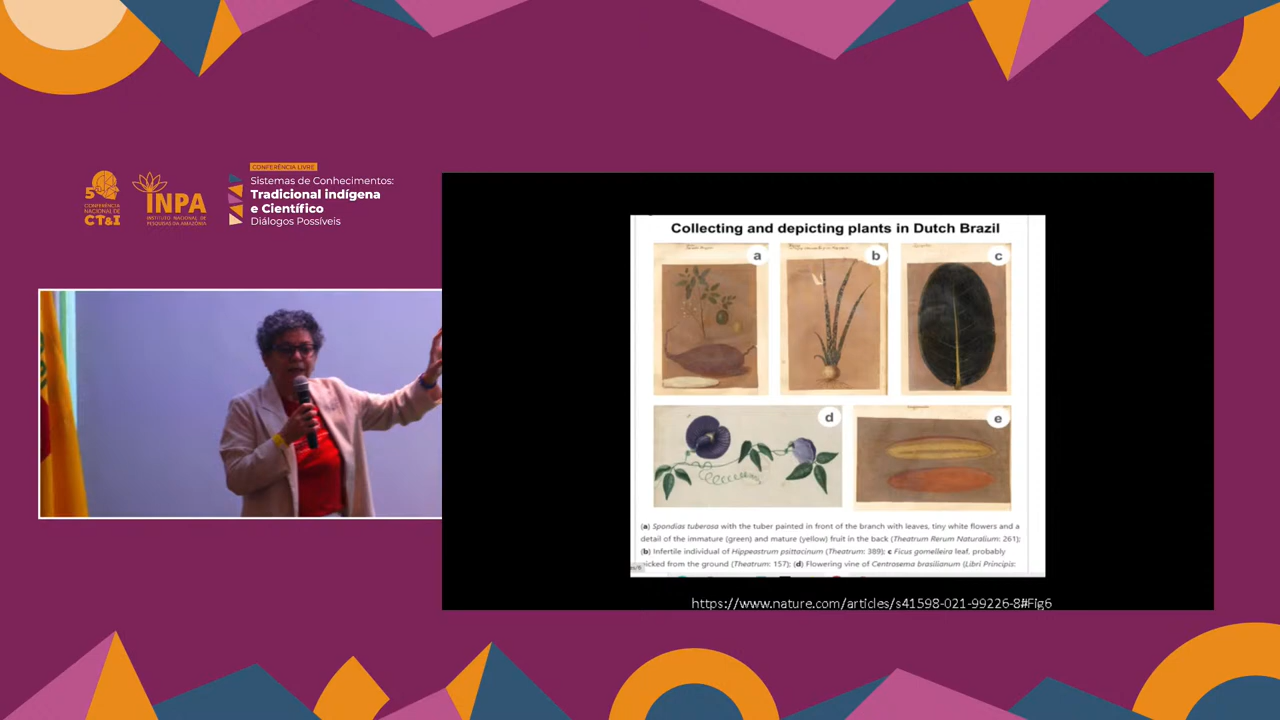 CONFERÊNCIA LIVRE
Sistemas de Conhecimentos:
Tradicional indígena
e Científico
Diálogos Possíveis
5
CONFERÊNCIA
NACIONAL DE
CT&I
INPA
INSTITUTO NACIONAL DE
PESQUISAS DA AMAZÔNIA
Collecting and depicting plants in Dutch Brazil
a
b
c
d
e
(a) Spondias tuberosa with the tuber painted in front of the branch with leaves, tiny white flowers and a
detail of the immature (green) and mature (yellow) fruit in the back (Theatrum Rerum Naturalium: 261);
(b) Infertile individual of Hippeastrum psittacinum (Theatrum: 389); c Ficus gomelleira leaf, probably
picked from the ground (Theatrum: 157); (d) Flowering vine of Centrosema brasilianum (Libri Principis:
https://www.nature.com/articles/s41598-021-99226-8#Fig6